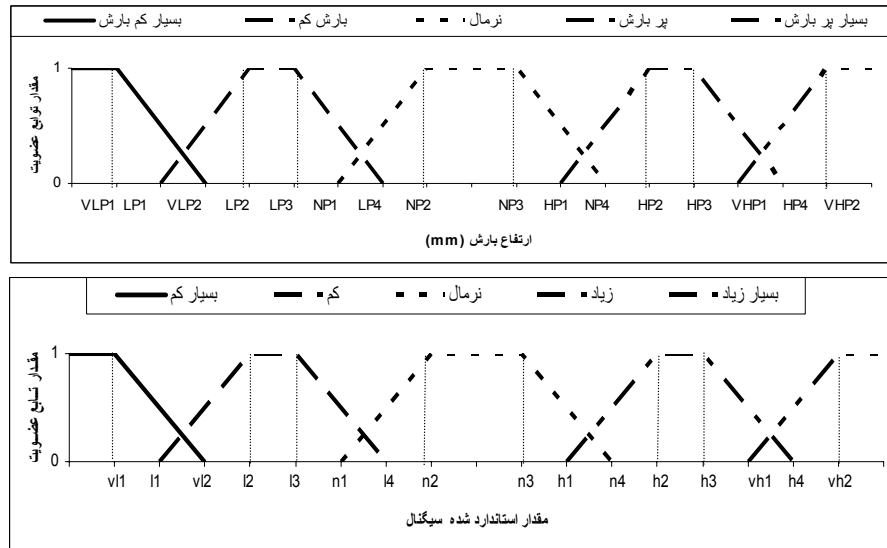 بسیار کم بارش کم بارش نرمال پر بارش بسیار پر بارش
1
مقدار توابع عضویت
0
VLP1 LP1 VLP2 LP2 LP3 NP1 LP4 NP2 NP3 HP1 NP4 HP2 HP3 VHP1 HP4 VHP2
ارتفاع بارش (mm)
بسیار کم کم نرمال زیاد بسیار زیاد
1
مقدار تابع عضویت
0
vl1 l1 vl2 l2 l3 n1 l4 n2 n3 h1 n4 h2 h3 vh1 h4 vh2
مقدار استاندارد شده سیگنال